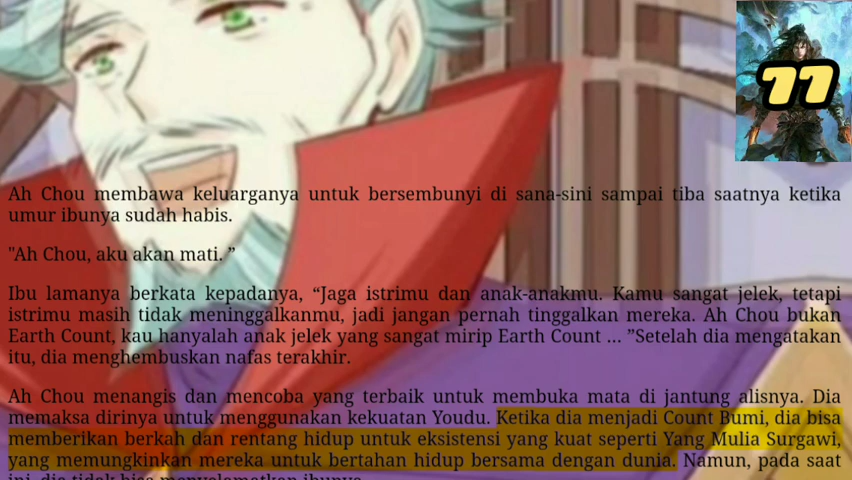 77
Ah Chou membawa keluarganya untuk bersembunyi di sana-sini sampai tiba saatnya ketika
umur ibunya sudah habis.
"Ah Chou, aku akan mati. ”
Ibu lamanya berkata kepadanya, “Jaga istrimu dan anak-anakmu. Kamu sangat jelek, tetapi
istrimu masih tidak meninggalkanmu, jadi jangan pernah tinggalkan mereka. Ah Chou bukan
Earth Count, kau hanyalah anak jelek yang sangat mirip Earth Count ... ”Setelah dia mengatakan
itu, dia menghembuskan nafas terakhir.
Ah Chou menangis dan mencoba yang terbaik untuk membuka mata di jantung alisnya. Dia
memaksa dirinya untuk menggunakan kekuatan Youdu. Ketika dia menjadi Count Bumi, dia bisa
memberikan berkah dan rentang hidup untuk eksistensi yang kuat seperti Yang Mulia Surgawi,
yang memungkinkan mereka untuk bertahan hidup bersama dengan dunia. Namun, pada saat
ini, dia tidak bisa menyelamatkan ibunya.